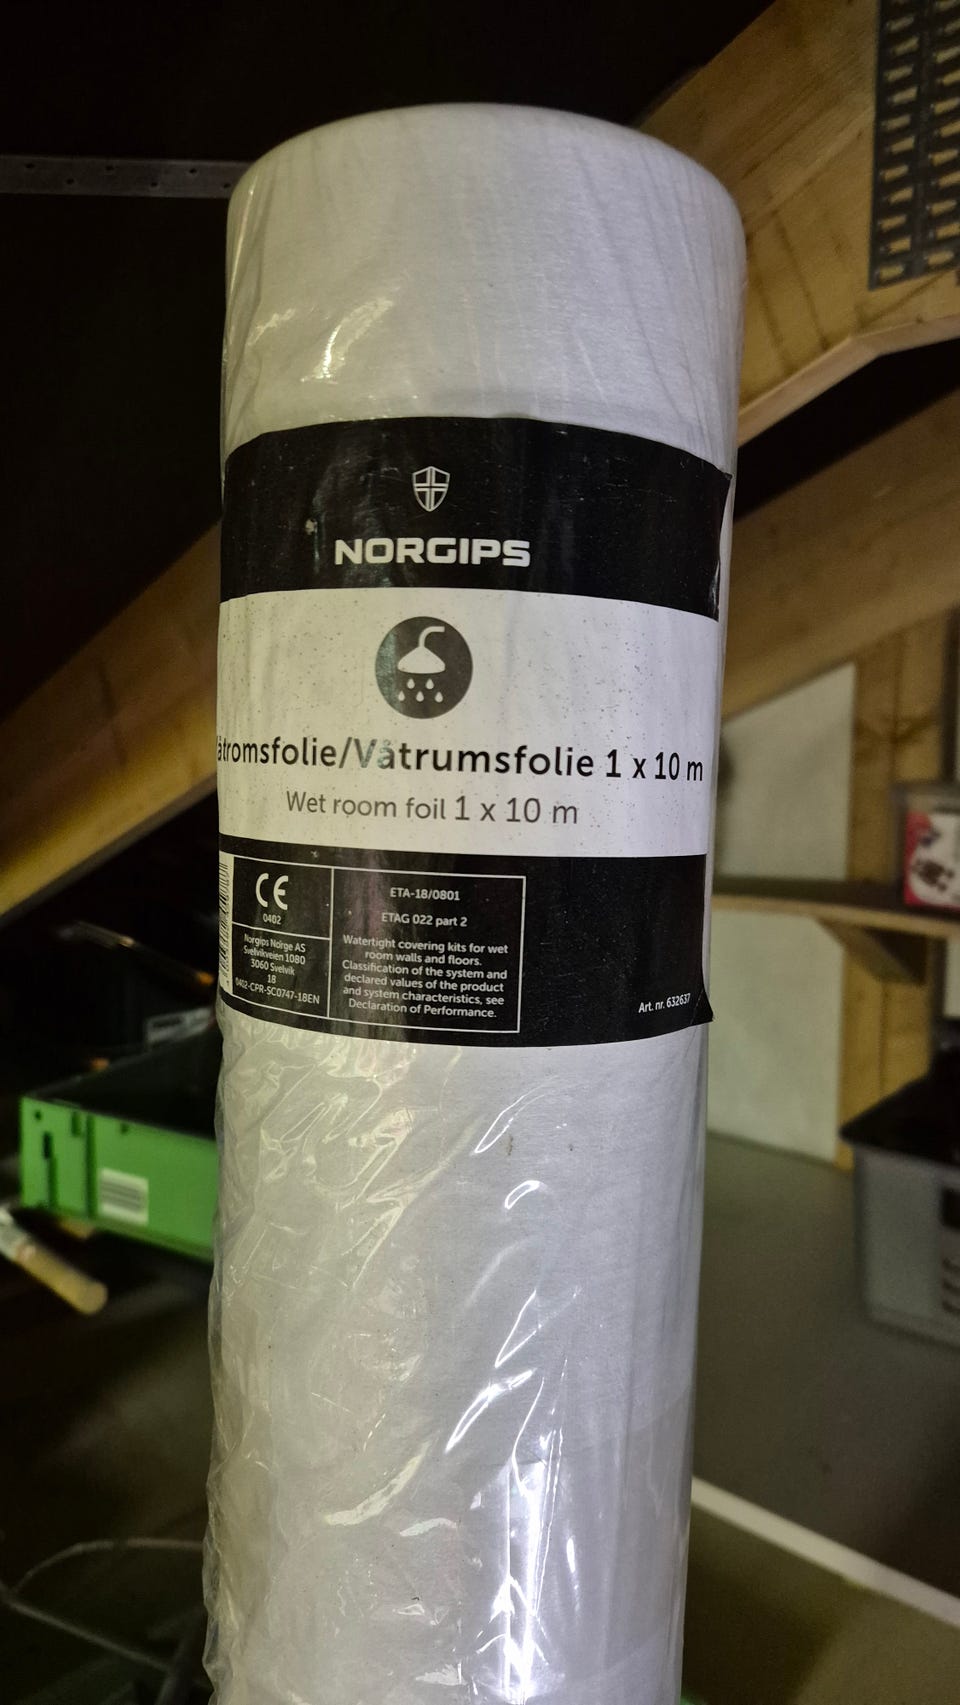 NORGIPS
åtromsfolie/Våtrumsfolie 1 x 10 m
Wet room foil 1 x 10 m
CE
0402
Norgips Norge AS
Svelvikveien 1080
3060 Svelvik
18
0402-CPR-SC0747-18EN
ETA-18/0801
ETAG 022 part 2
Watertight covering kits for wet
room walls and floors.
Classification of the system and
declared values of the product
and system characteristics, see
Declaration of Performance.
Art. nr. 632637